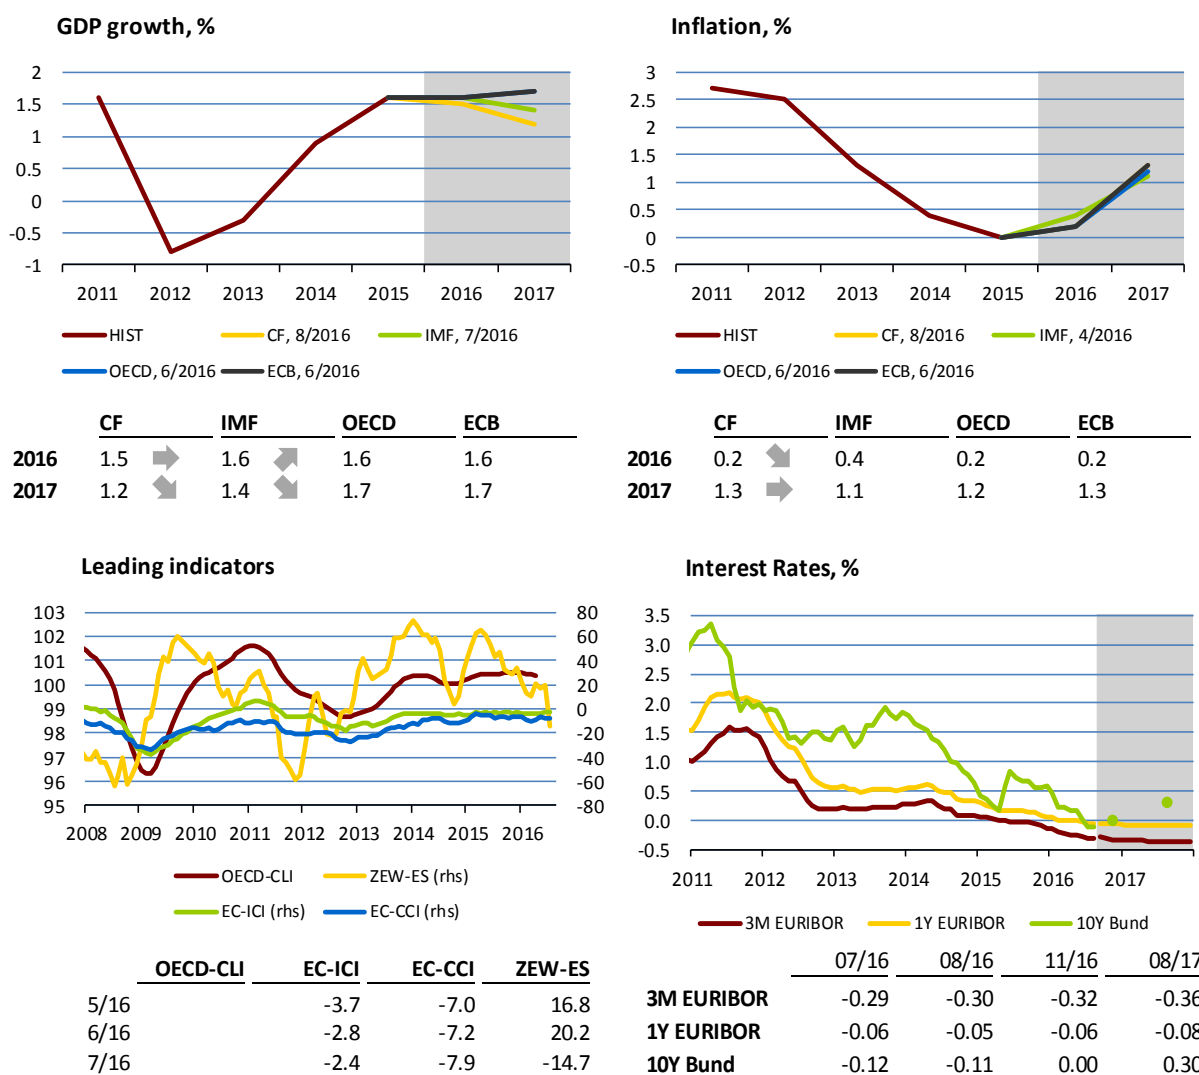 GDP growth, %
2
1.5
1
0.5
0
-0.5
-1
2011 2012 2013 2014 2015 2016 2017
HIST CF, 8/2016 IMF, 7/2016
OECD, 6/2016 ECB, 6/2016
CF IMF OECD ECB
2016 1.5 1.6 1.6 1.6
2017 1.2 1.4 1.7 1.7
Inflation, %
3
2.5
2
1.5
1
0.5
0
-0.5
2011 2012 2013 2014 2015 2016 2017
HIST CF, 8/2016 IMF, 4/2016
OECD, 6/2016 ECB, 6/2016
CF IMF OECD ECB
2016 0.2 0.4 0.2 0.2
2017 1.3 1.1 1.2 1.3
Leading indicators
103 80
102 60
101 40
100 20
99 0
98 -20
97 -40
96 -60
95 -80
2008 2009 2010 2011 2012 2013 2014 2015 2016
OECD-CLI ZEW-ES (rhs)
EC-ICI (rhs) EC-CCI (rhs)
OECD-CLI EC-ICI EC-CCI ZEW-ES
5/16 -3.7 -7.0 16.8
6/16 -2.8 -7.2 20.2
7/16 -2.4 -7.9 -14.7
Interest Rates, %
3.5
3.0
2.5
2.0
1.5
1.0
0.5
0.0
-0.5
2011 2012 2013 2014 2015 2016 2017
3M EURIBOR 1Y EURIBOR 10Y Bund
07/16 08/16 11/16 08/17
3M EURIBOR -0.29 -0.30 -0.32 -0.36
1Y EURIBOR -0.06 -0.05 -0.06 -0.08
10Y Bund -0.12 -0.11 0.00 0.30